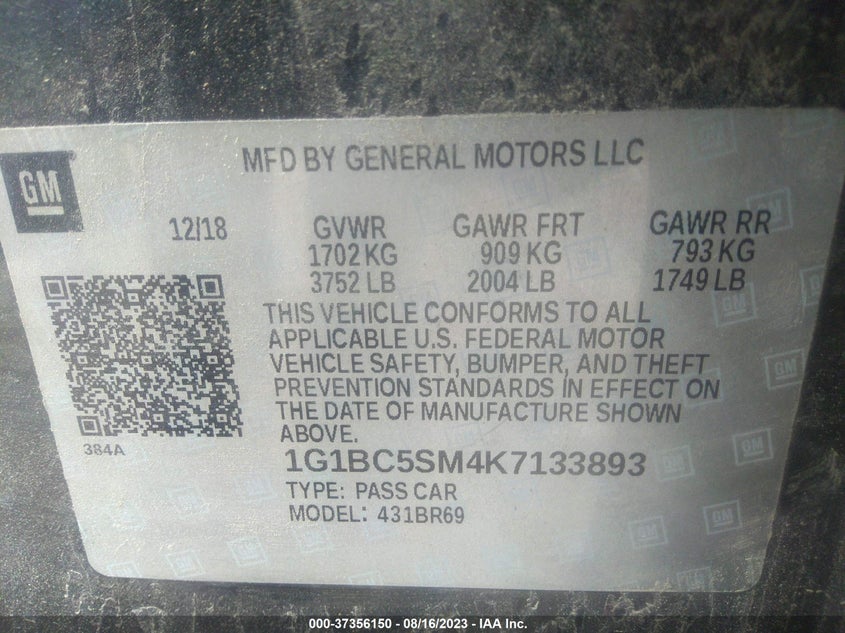 GM
MFD BY GENERAL MOTORS LLC
12/18 GVWR GAWR FRT GAWR RR
1702 KG 909 KG 793 KG
3752 LB 2004 LB 1749 LB
THIS VEHICLE CONFORMS TO ALL
APPLICABLE U.S. FEDERAL MOTOR
VEHICLE SAFETY, BUMPER, AND THEFT
PREVENTION STANDARDS IN EFFECT ON
THE DATE OF MANUFACTURE SHOWN
ABOVE.
384A
1G1BC5SM4K7133893
TYPE: PASS CAR
MODEL: 431BR69
000-37356150 - 08/16/2023 - IAA Inc.